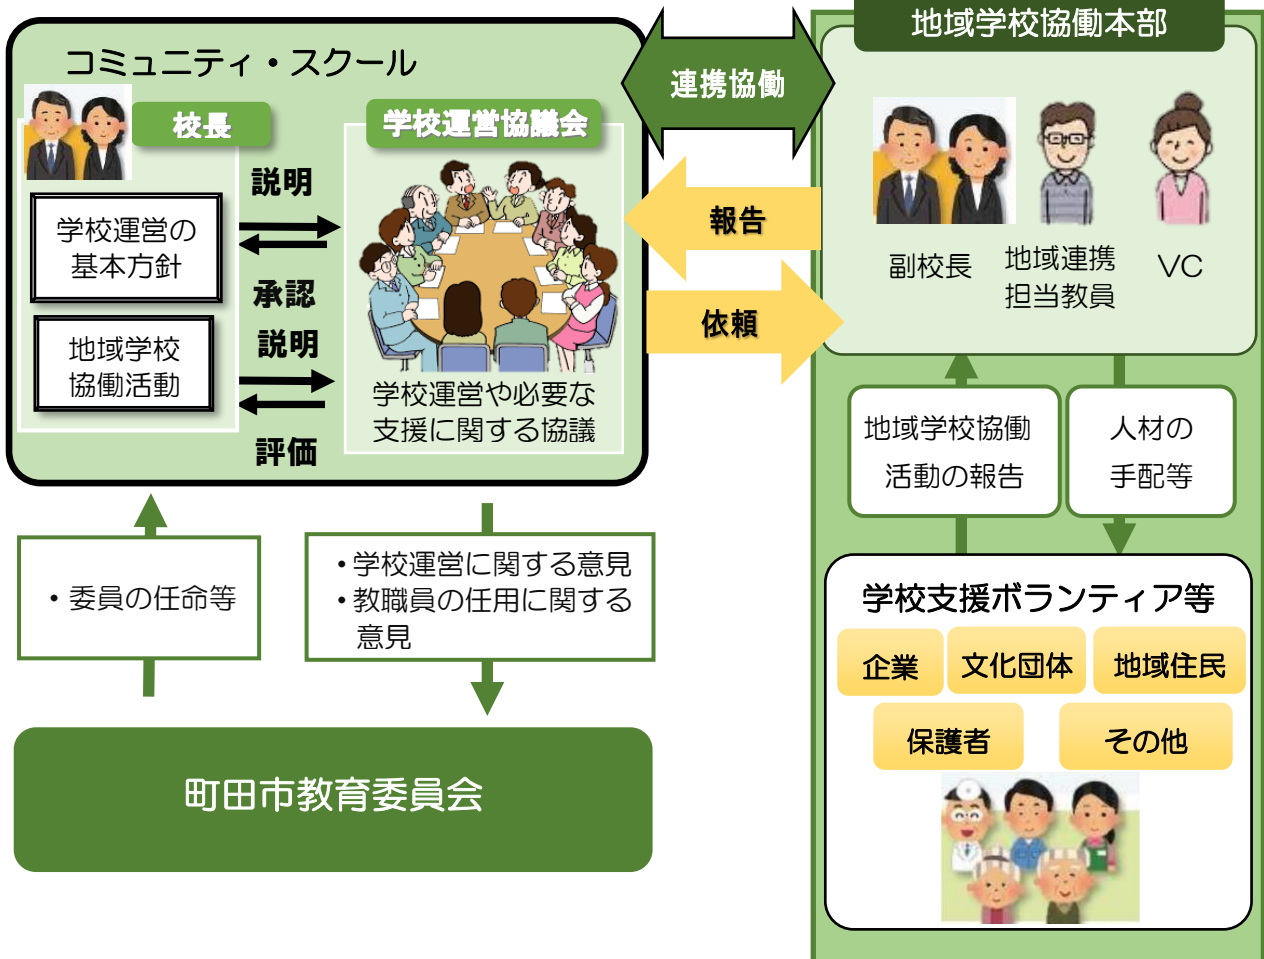 コミュニティ・スクール
校長
学校運営協議会
説明
学校運営の
基本方針
承認
説明
地域学校
協働活動
評価
学校運営や必要な
支援に関する協議
連携協働
報告
依頼
地域学校協働本部
副校長
地域連携
担当教員
VC
地域学校協働
活動の報告
人材の
手配等
・委員の任命等
・学校運営に関する意見
・教職員の任用に関する
意見
町田市教育委員会
学校支援ボランティア等
企業
文化団体
地域住民
保護者
その他